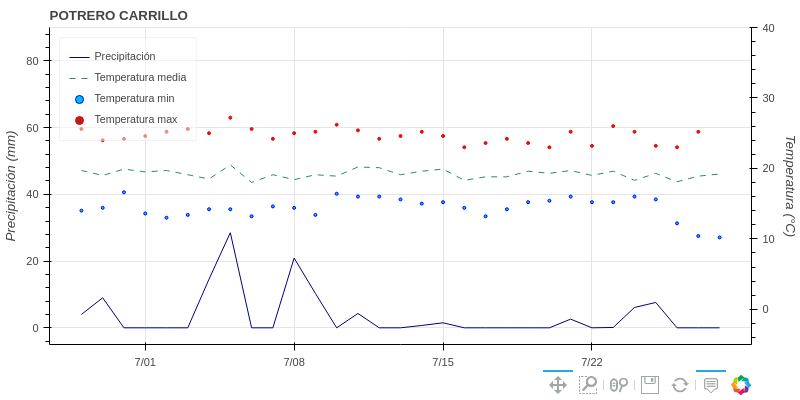 POTRERO CARRILLO
Precipitación
Temperatura media
Temperatura min
Temperatura max
Precipitación (mm)
80
60
40
20
0
Temperatura (°C)
40
30
20
10
0
7/01
7/08
7/15
7/22